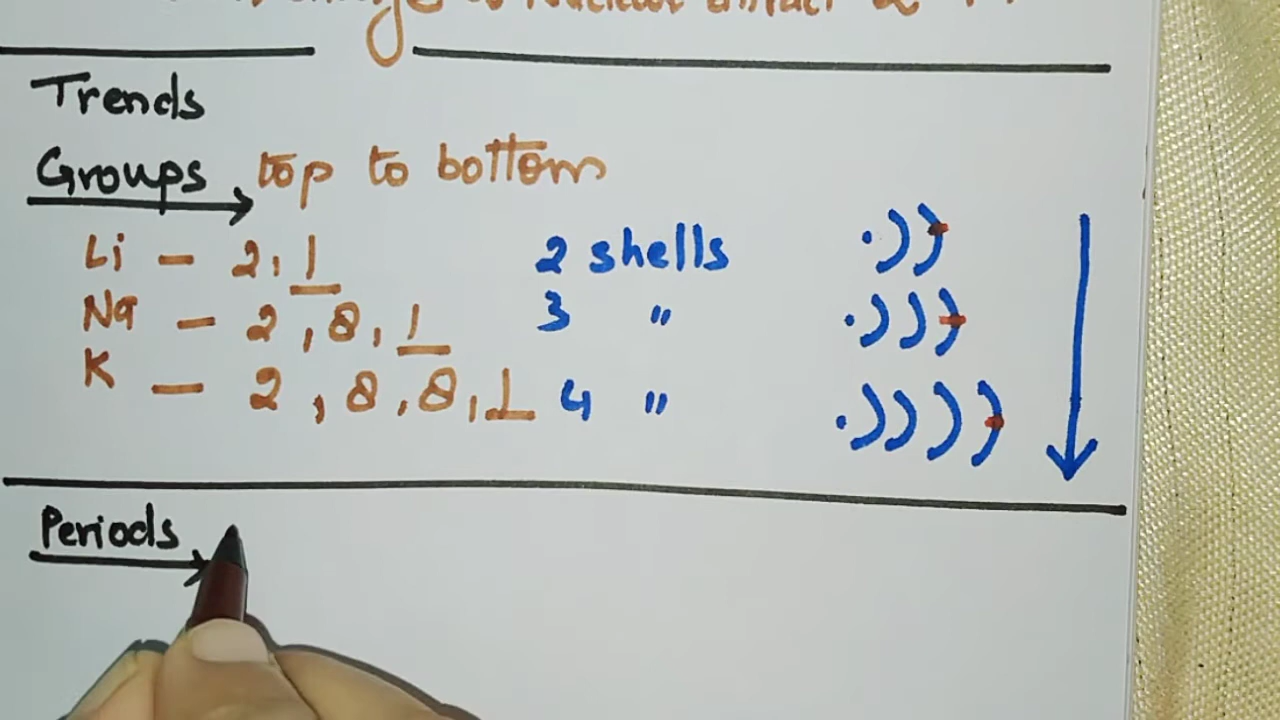 Trends
Groups top to bottom
Li - 2,1 2 shells
Na - 2,8,1 3 "
K - 2,8,8,1 4 "
Periods